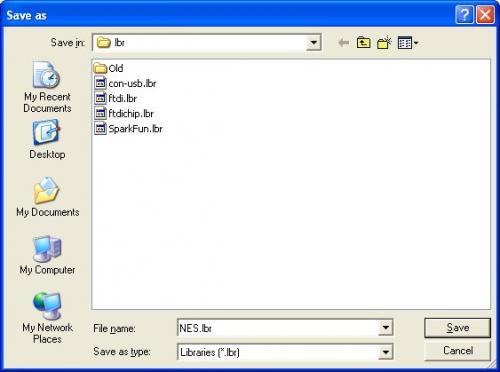 Save as
Save in: lbr
My Recent Documents
Desktop
My Documents
My Computer
My Network Places
Old
con-usb.lbr
ftdi.lbr
ftdichip.lbr
SparkFun.lbr
File name: NES.lbr Save
Save as type: Libraries (*.lbr) Cancel